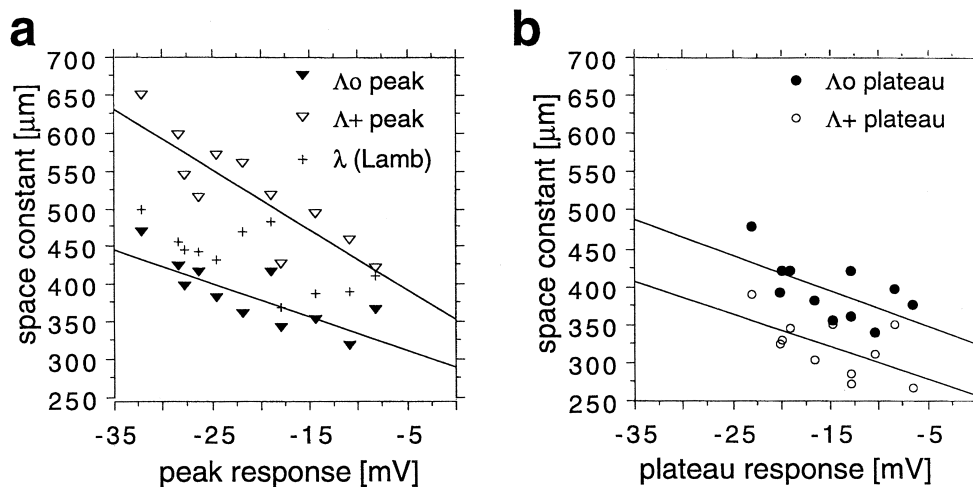 a
700
650
600
550
500
450
400
350
300
250
space constant [µm]
Λo peak
Λ+ peak
λ (Lamb)
-35
-25
-15
-5
peak response [mV]
b
700
650
600
550
500
450
400
350
300
250
space constant [µm]
Λo plateau
Λ+ plateau
-35
-25
-15
-5
plateau response [mV]